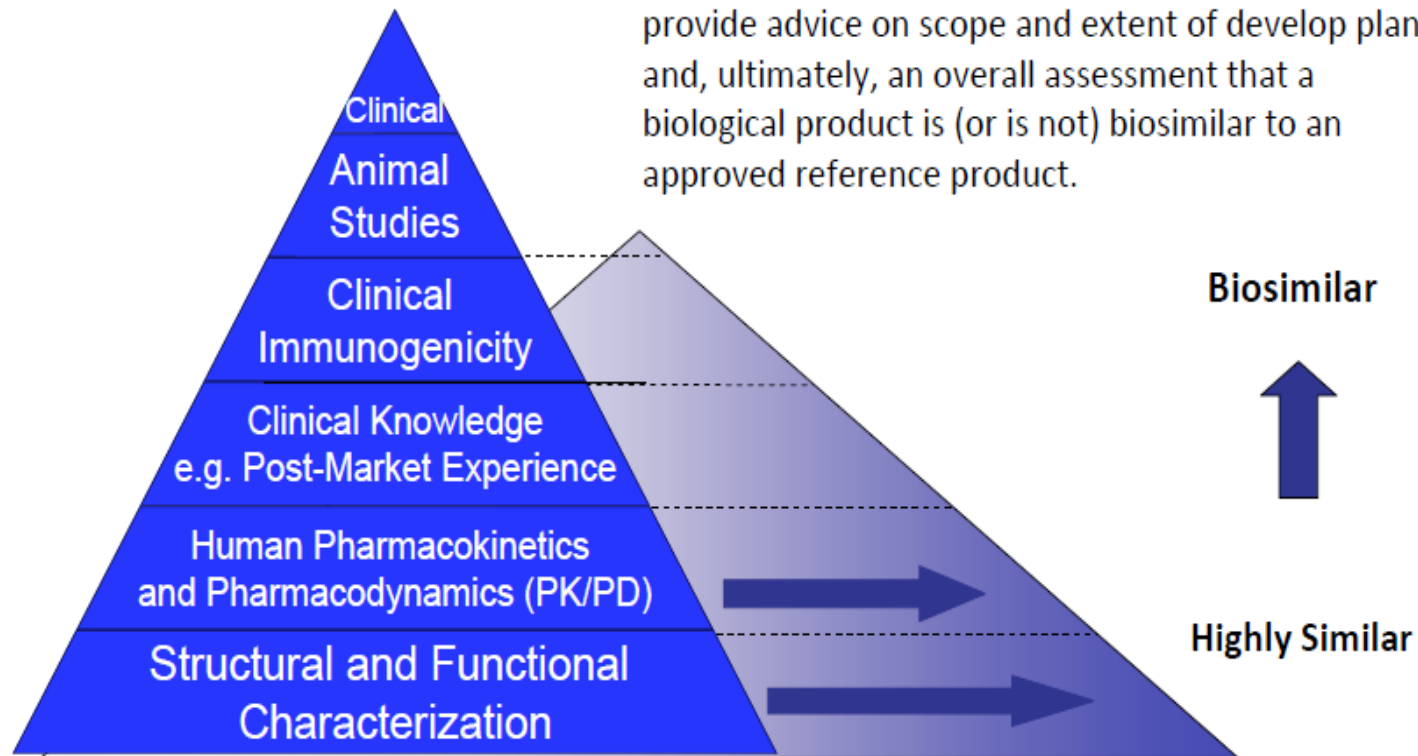 provide advice on scope and extent of develop plan
and, ultimately, an overall assessment that a
biological product is (or is not) biosimilar to an
approved reference product.
Clinical
Animal
Studies
Clinical
Immunogenicity
Clinical Knowledge
e.g. Post-Market Experience
Human Pharmacokinetics
and Pharmacodynamics (PK/PD)
Structural and Functional
Characterization
Biosimilar
Highly Similar